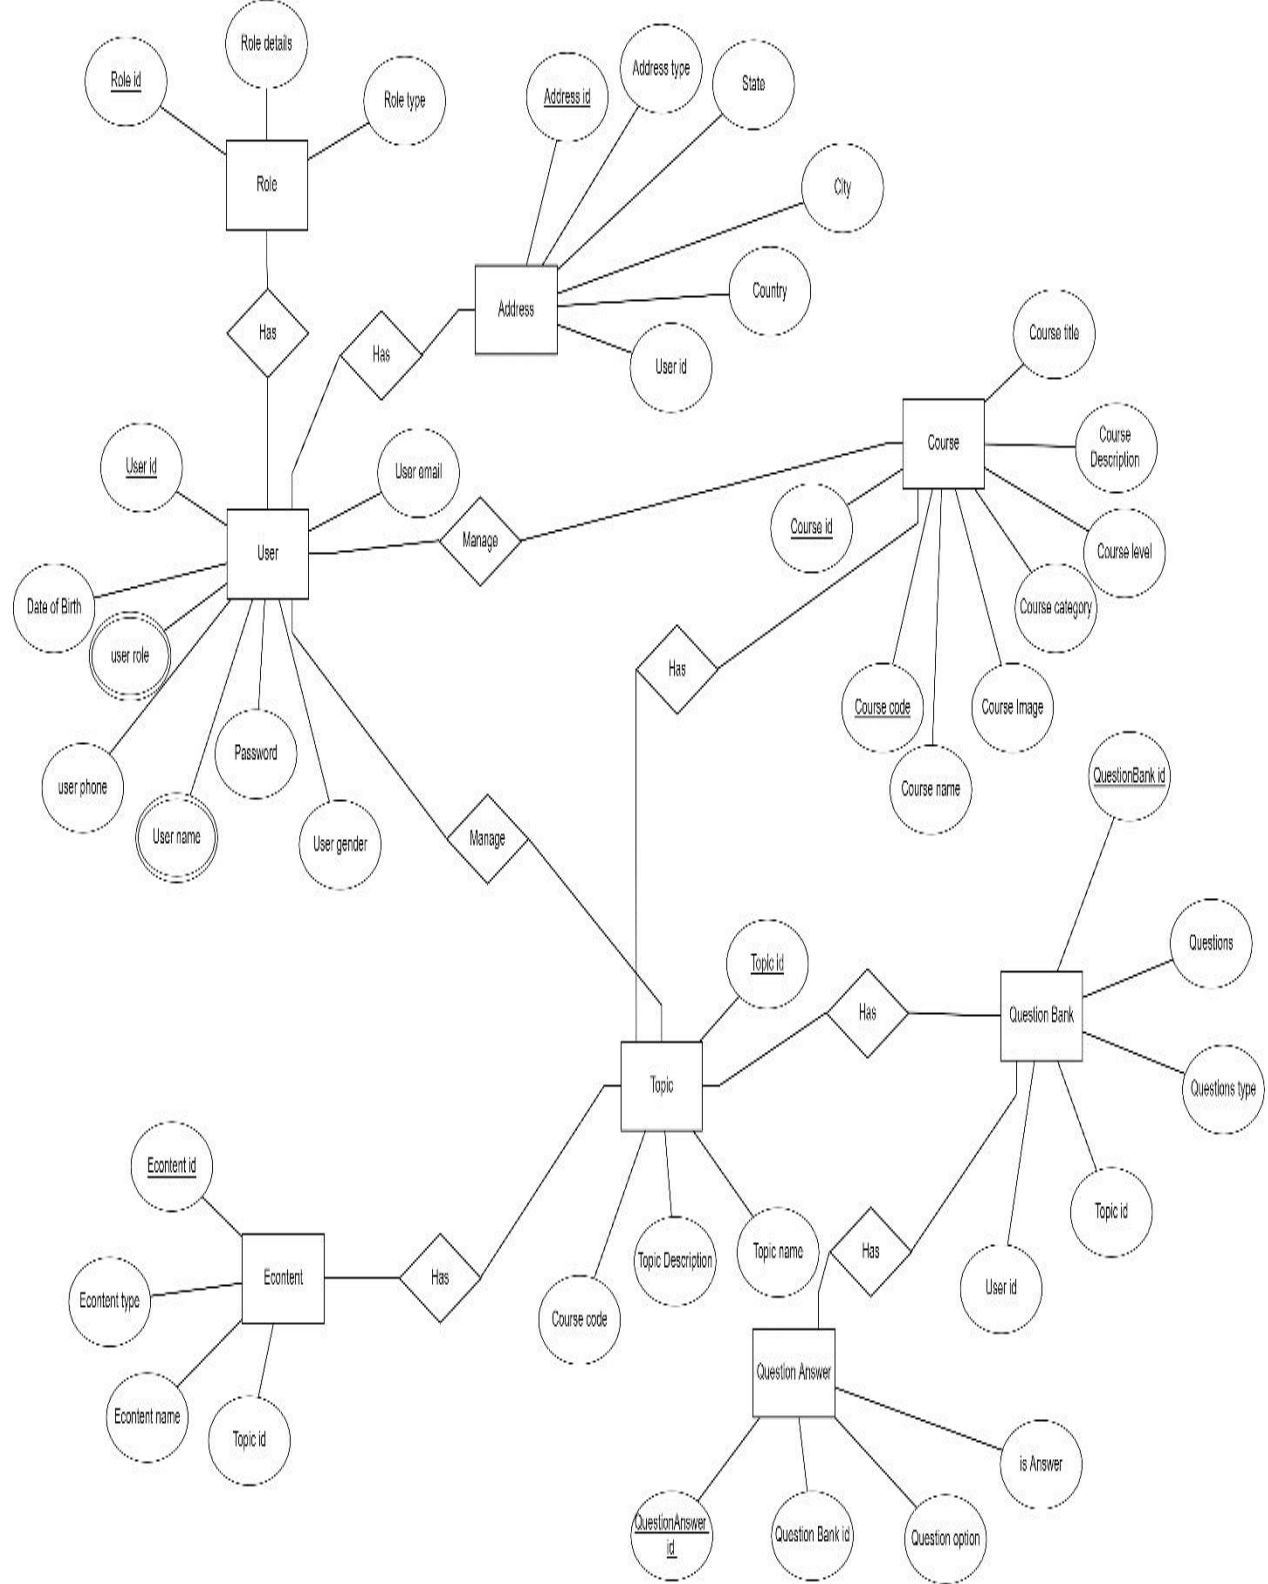 Role details
Role id
Role type
Role
Address type
Address id
State
City
Address
Country
User id
Has
Has
Course title
Course
Course
Description
Course id
Course level
Course category
Course code
Course Image
Course name
User id
User email
User
Manage
Date of Birth
user role
Password
user phone
User name
User gender
Has
Manage
QuestionBank id
Questions
Topic id
Has
Question Bank
Questions type
Topic
Topic id
User id
Econtent id
Econtent
Has
Econtent type
Econtent name
Topic id
Topic Description
Topic name
Course code
Has
Question Answer
is Answer
QuestionAnswer
id
Question Bank id
Question option